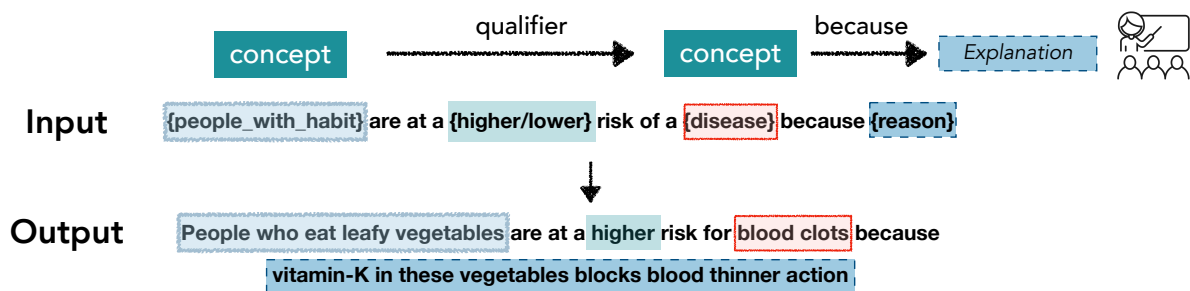 qualifier because
concept concept Explanation
Input {people_with_habit} are at a {higher/lower} risk of a {disease} because {reason}
Output People who eat leafy vegetables are at a higher risk for blood clots because
vitamin-K in these vegetables blocks blood thinner action